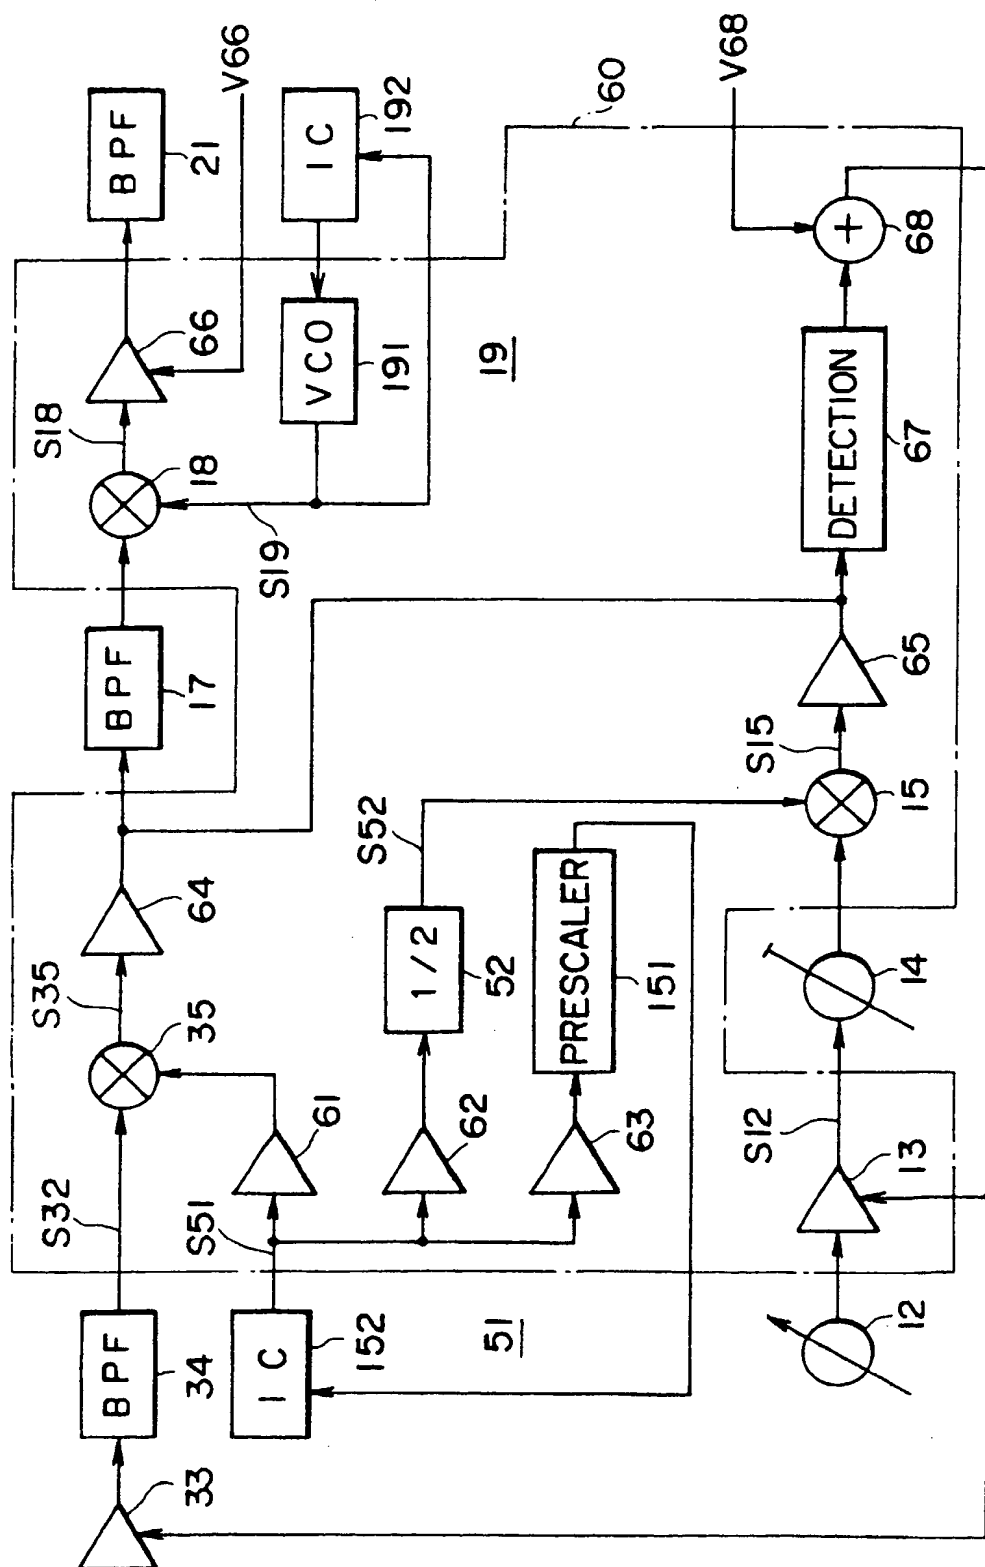 33
BPF
34
S32
35
S35
64
BPF
17
18
S18
66
BPF
21
V66
IC
152
S51
61
S19
VCO
191
IC
192
51
62
1/2
52
S52
19
60
63
PRESCALER
151
12
13
S12
14
15
S15
65
DETECTION
67
+
68
V68